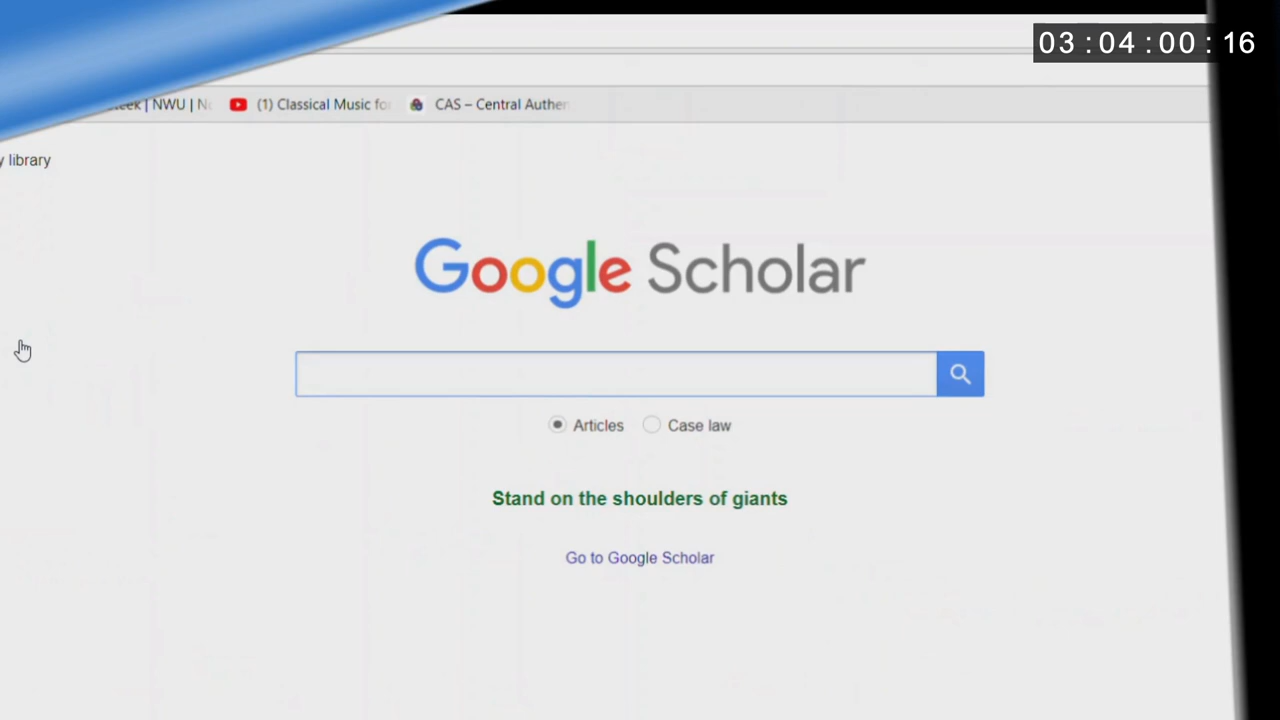 03:04:00:16
| NWU |
(1) Classical Music
CAS – Central Authen
library
Google Scholar
Articles
Case law
Stand on the shoulders of giants
Go to Google Scholar